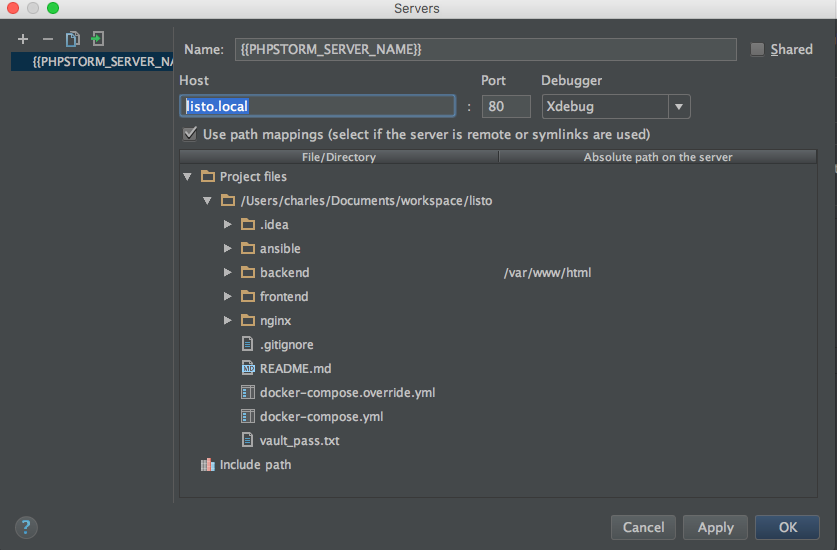 Servers
{{PHPSTORM_SERVER_NA
Name: {{PHPSTORM_SERVER_NAME}} Shared
Host Port Debugger
listo.local : 80 Xdebug
Use path mappings (select if the server is remote or symlinks are used)
File/Directory Absolute path on the server
Project files
/Users/charles/Documents/workspace/listo
.idea
ansible
backend /var/www/html
frontend
nginx
.gitignore
README.md
docker-compose.override.yml
docker-compose.yml
vault_pass.txt
Include path
? Cancel Apply OK